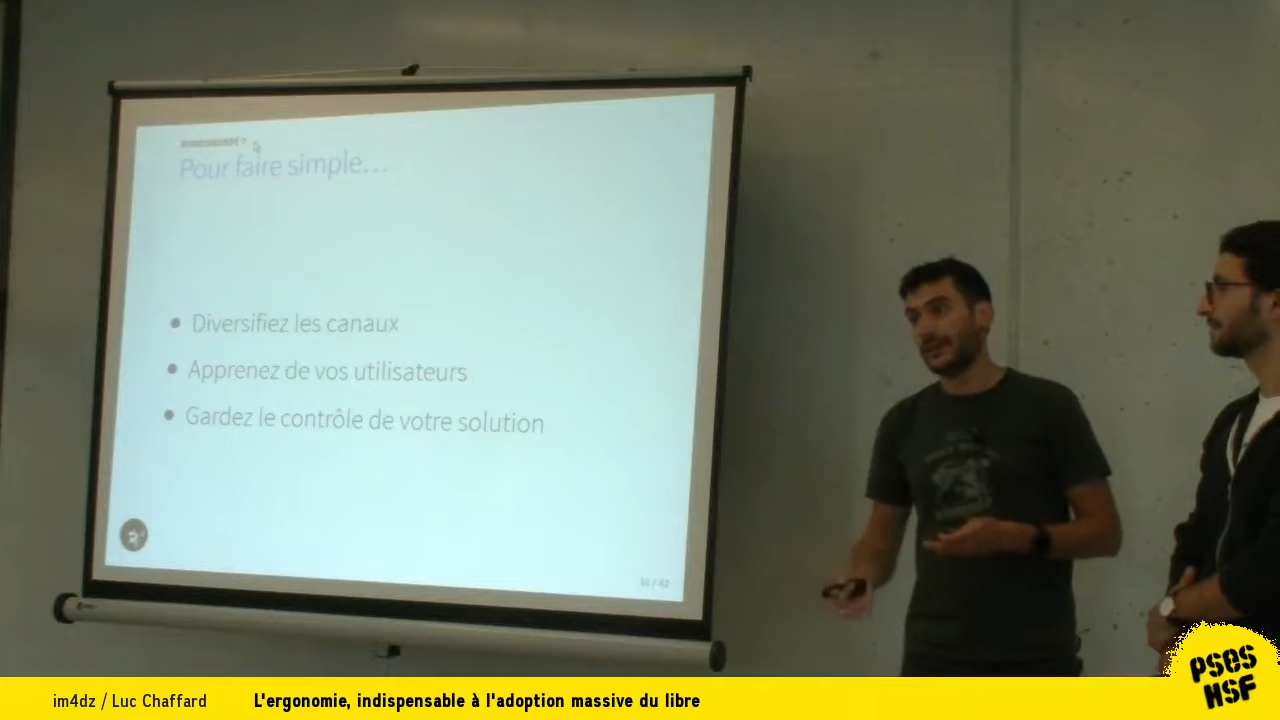 Pour faire simple...
Diversifiez les canaux
Apprenez de vos utilisateurs
Gardez le contrôle de votre solution
im4dz / Luc Chaffard
L'ergonomie, indispensable à l'adoption massive du libre
PSES
HSF